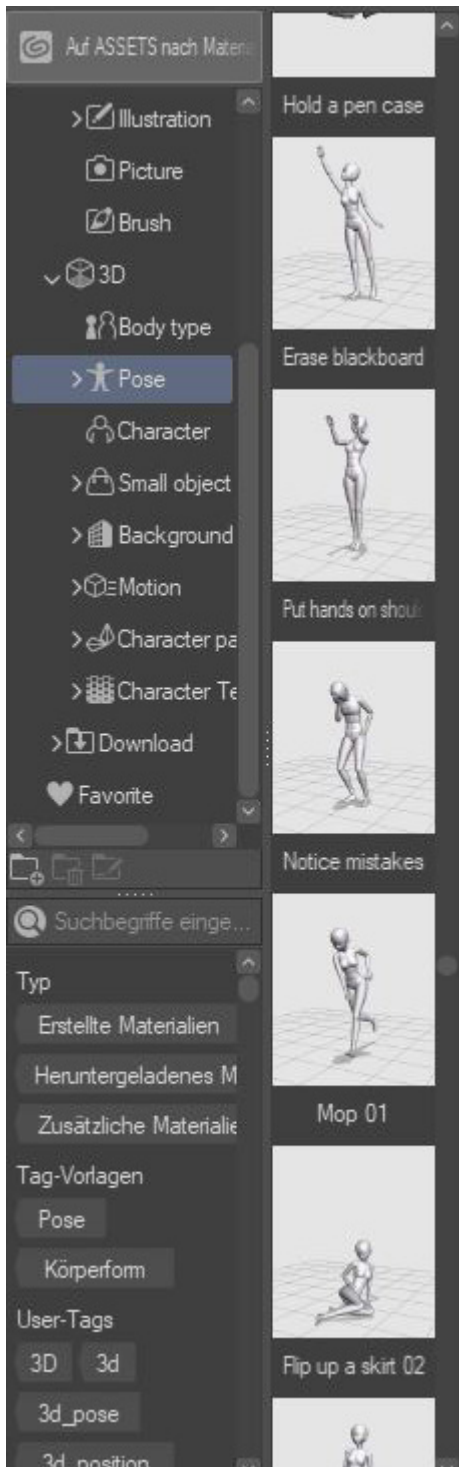 Auf ASSETS nach Materia
Illustration
Picture
Brush
3D
Body type
Pose
Character
Small object
Background
Motion
Character pa
Character Te
Download
Favorite
Suchbegriffe einge...
Typ
Erstellte Materialien
Heruntergeladenes M
Zusätzliche Materialie
Tag-Vorlagen
Pose
Körperform
User-Tags
3D 3d
3d_pose
3d_position
Hold a pen case
Erase blackboard
Put hands on should
Notice mistakes
Mop 01
Flip up a skirt 02